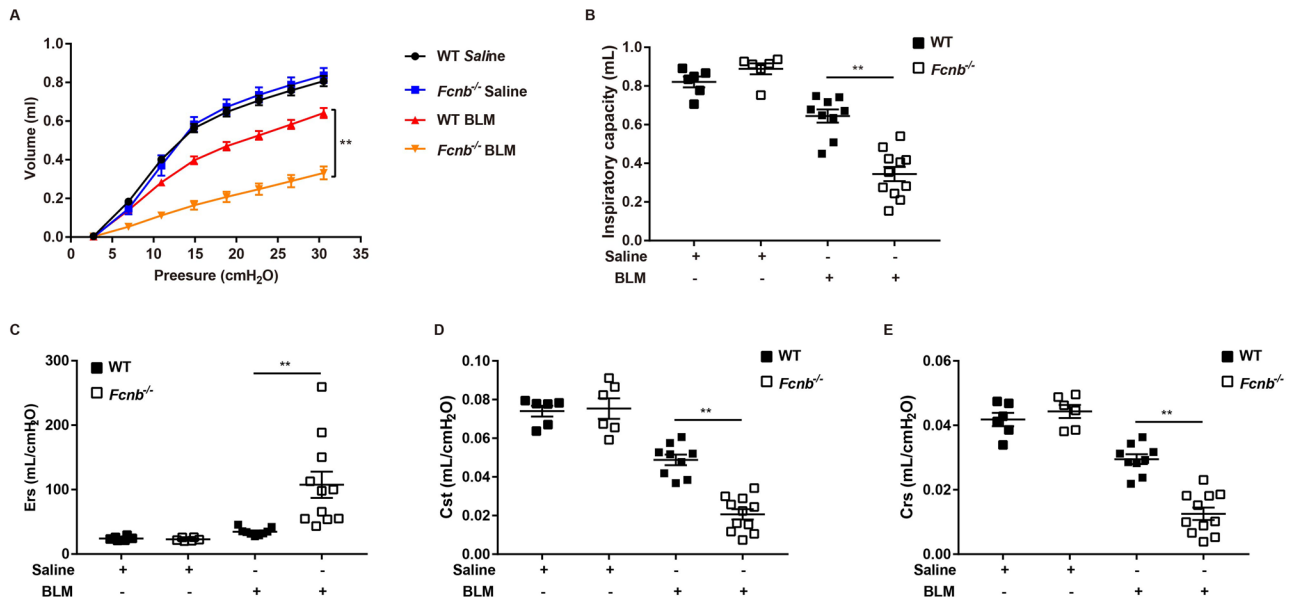 A
1.0
0.8
0.6
0.4
0.2
0.0
0 5 10 15 20 25 30 35
Volume (ml)
Preesure (cmH2O)
**
WT Saline
Fcnb-/- Saline
WT BLM
Fcnb-/- BLM
B
1.0
0.8
0.6
0.4
0.2
0.0
Inspiratory capacity (mL)
**
WT
Fcnb-/-
Saline + + - -
BLM - - + +
C
300
200
100
0
Ers (mL/cmH2O)
WT
Fcnb-/-
**
Saline + + - -
BLM - - + +
D
0.10
0.08
0.06
0.04
0.02
0.00
Cst (mL/cmH2O)
**
WT
Fcnb-/-
Saline + + - -
BLM - - + +
E
0.06
0.04
0.02
0.00
Crs (mL/cmH2O)
**
WT
Fcnb-/-
Saline + + - -
BLM - - + +